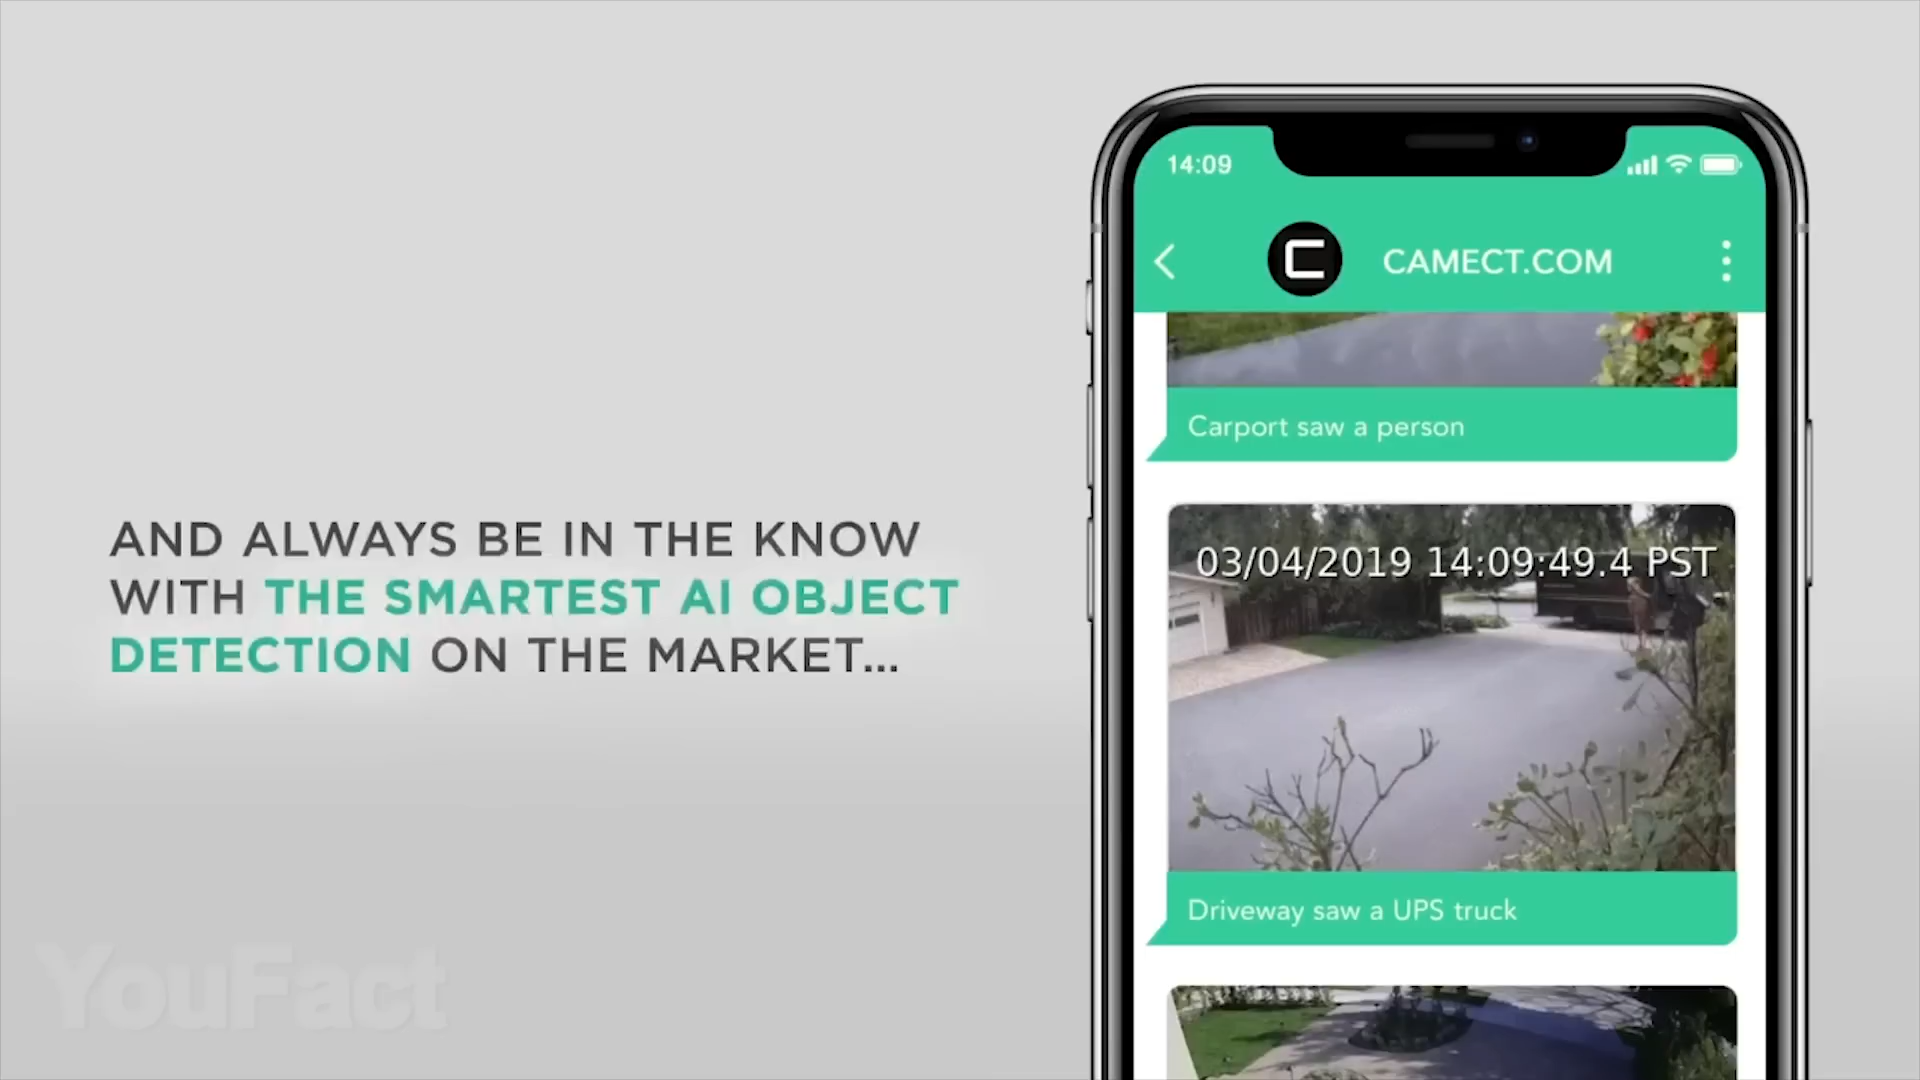 14:09
CAMECT.COM
Carport saw a person
03/04/2019 14:09:49.4 PST
Driveway saw a UPS truck
AND ALWAYS BE IN THE KNOW
WITH THE SMARTEST AI OBJECT
DETECTION ON THE MARKET...
YouFact